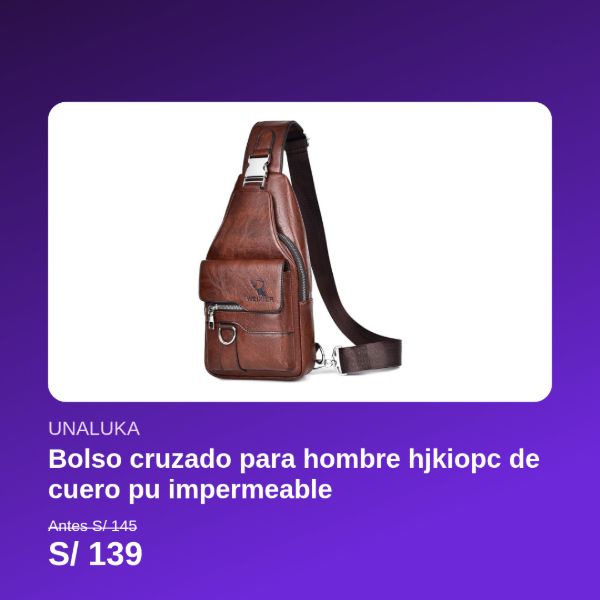 UNALUKA
Bolso cruzado para hombre hjkiopc de
cuero pu impermeable
Antes S/ 145
S/ 139